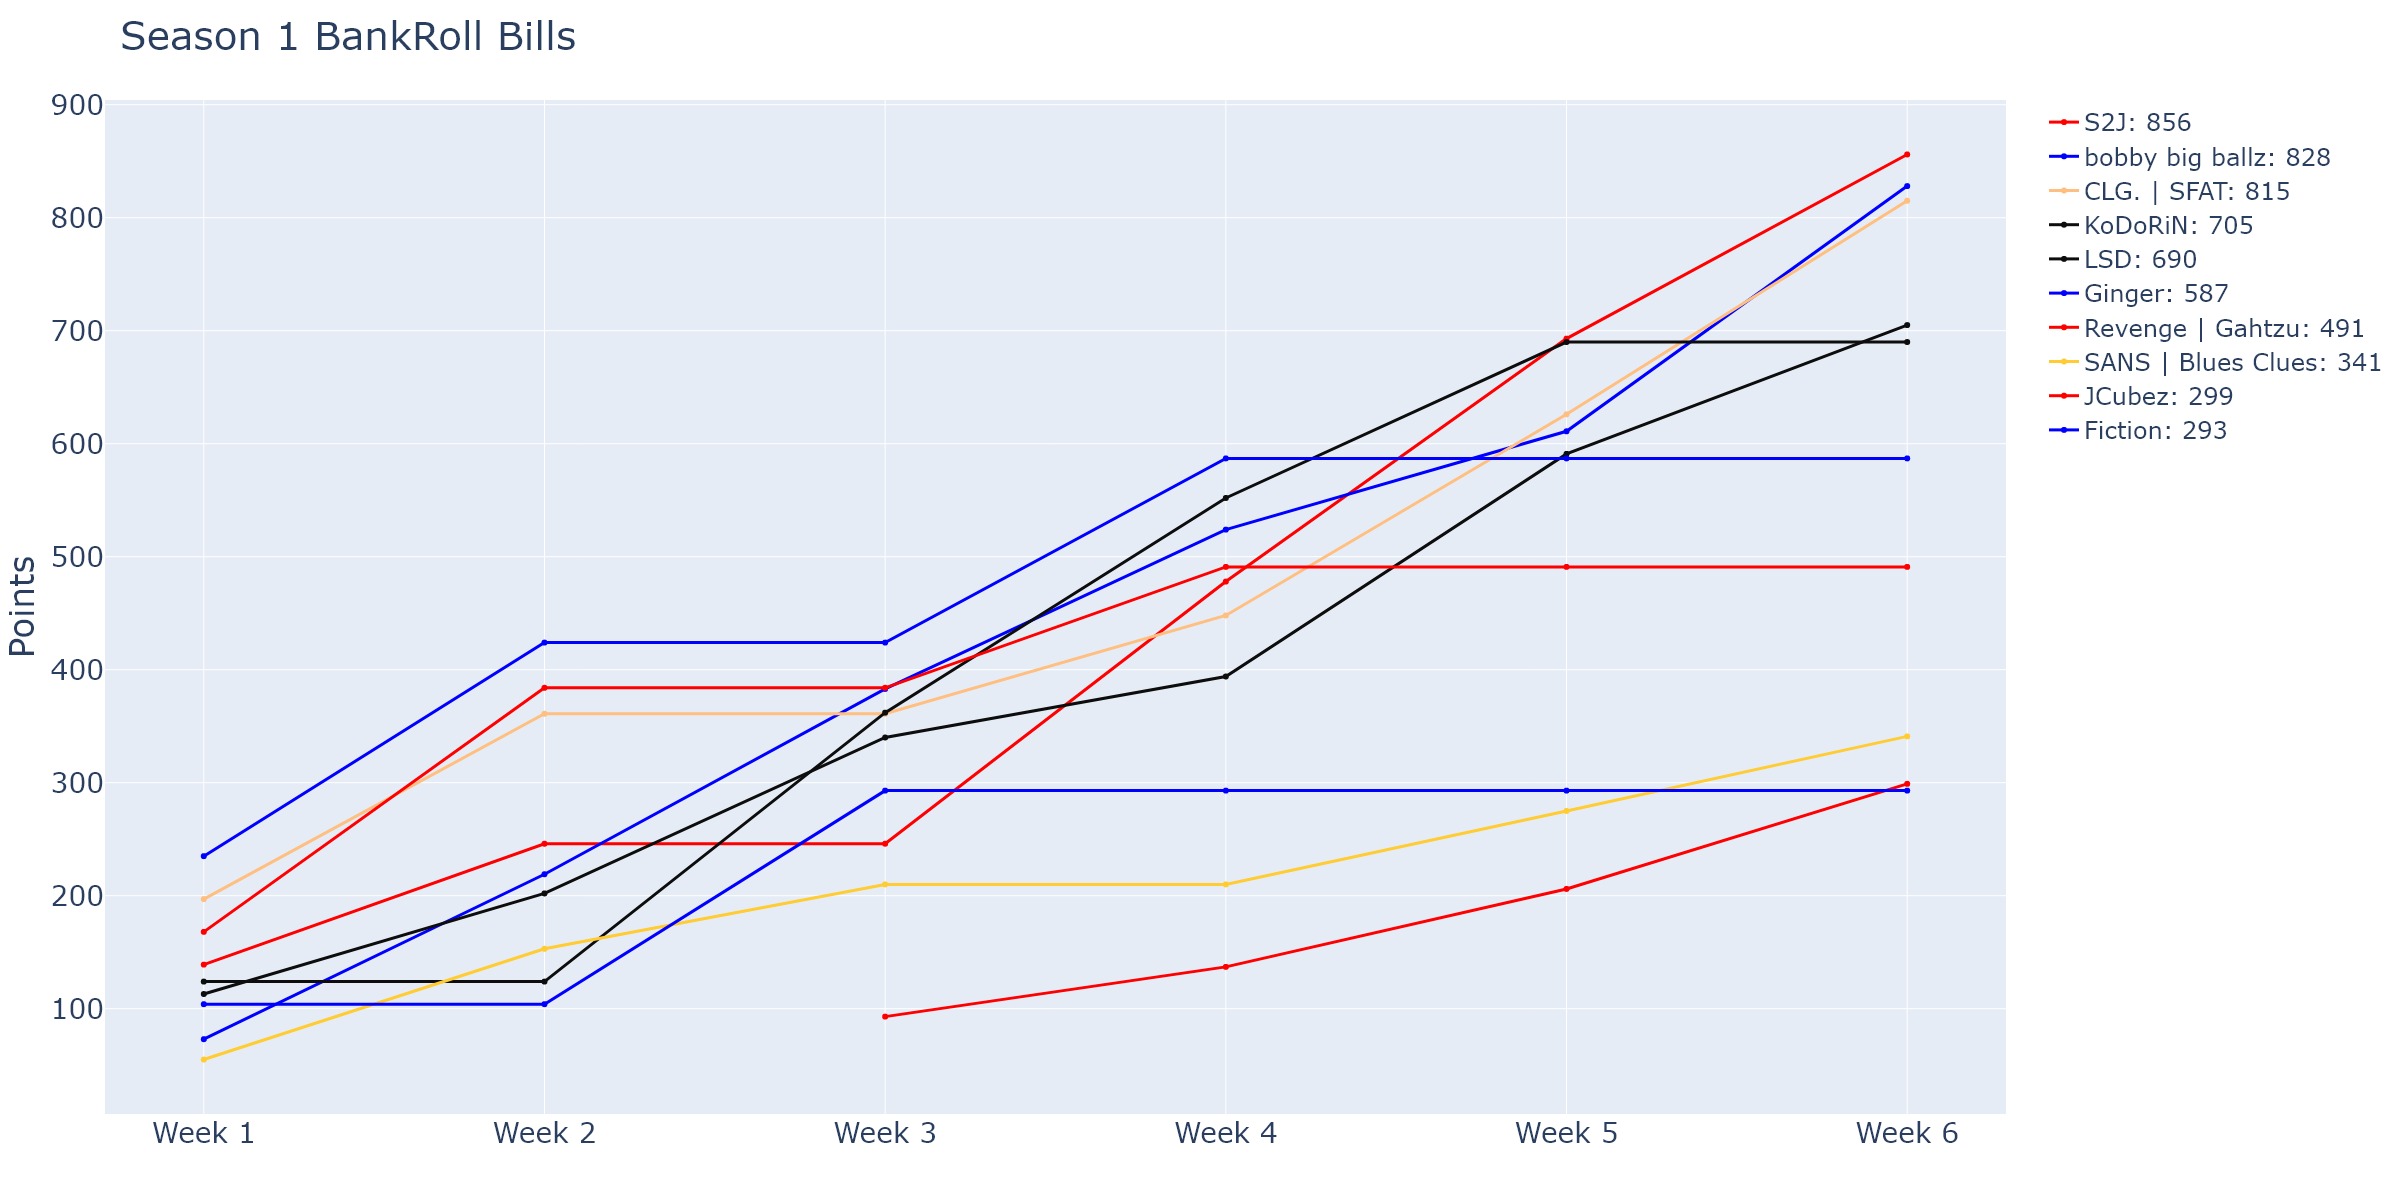 Season 1 BankRoll Bills
Points
900
800
700
600
500
400
300
200
100
Week 1
Week 2
Week 3
Week 4
Week 5
Week 6
S2J: 856
bobby big ballz: 828
CLG. | SFAT: 815
KoDoRiN: 705
LSD: 690
Ginger: 587
Revenge | Gahtzu: 491
SANS | Blues Clues: 341
JCubez: 299
Fiction: 293